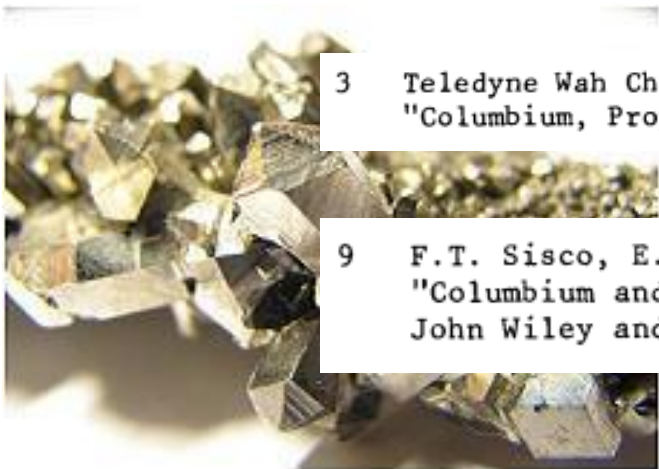 3 Teledyne Wah Ch
"Columbium, Pro
9 F.T. Sisco, E.
"Columbium and
John Wiley and